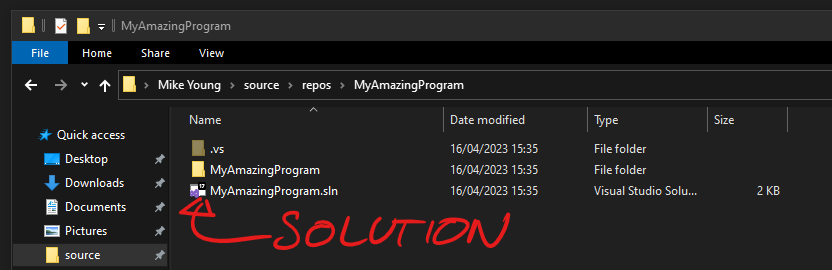 MyAmazingProgram
File Home Share View
Mike Young source repos MyAmazingProgram
Name Date modified Type Size
Quick access
Desktop
Downloads
Documents
Pictures
source
.vs 16/04/2023 15:35 File folder
MyAmazingProgram 16/04/2023 15:35 File folder
MyAmazingProgram.sln 16/04/2023 15:35 Visual Studio Solu... 2 KB
17
SOLUTION